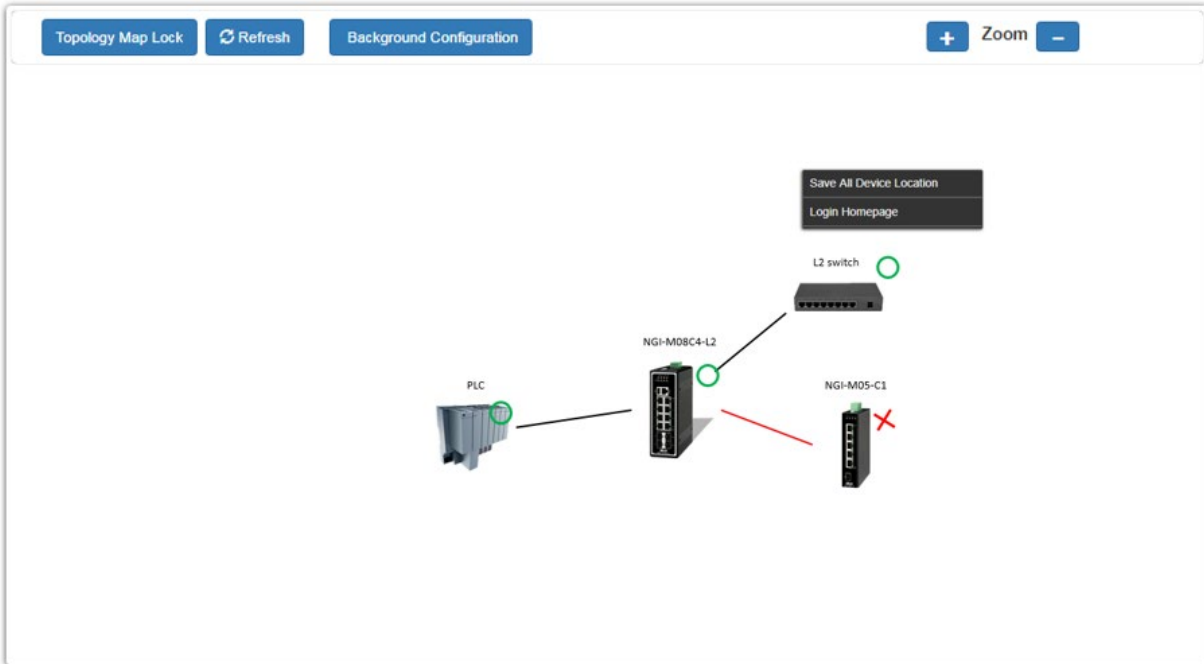 Topology Map Lock
Refresh
Background Configuration
+ Zoom −
Save All Device Location
Login Homepage
L2 switch
NGI-M08C4-L2
PLC
NGI-M05-C1